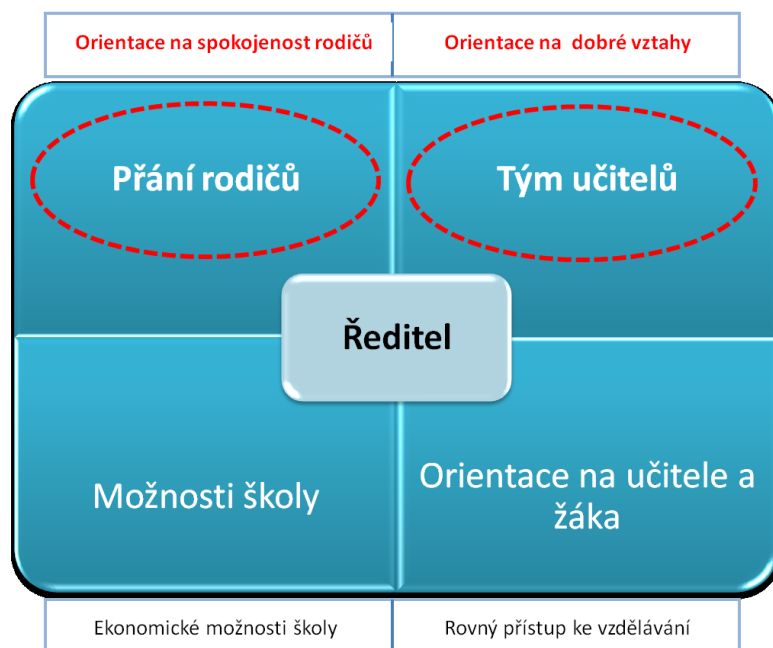 Orientace na spokojenost rodičů
Orientace na dobré vztahy
Přání rodičů
Tým učitelů
Ředitel
Možnosti školy
Orientace na učitele a
žáka
Ekonomické možnosti školy
Rovný přístup ke vzdělávání